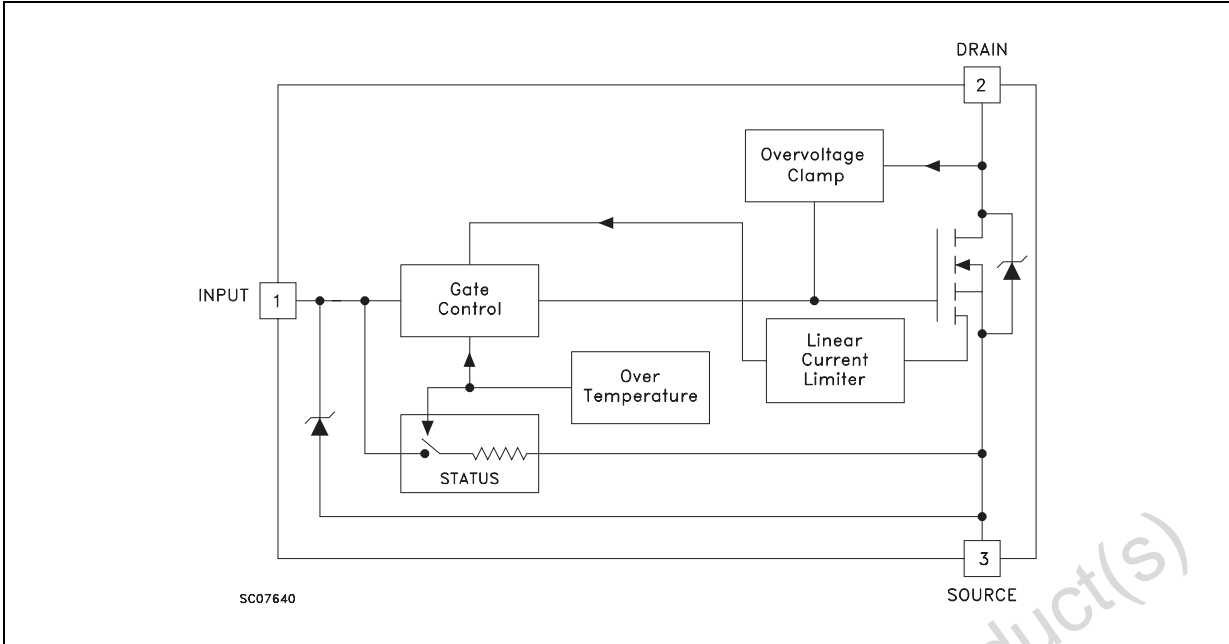 DRAIN
2
Overvoltage
Clamp
INPUT
1
Gate
Control
Linear
Current
Limiter
Over
Temperature
STATUS
3
SOURCE
SC07640